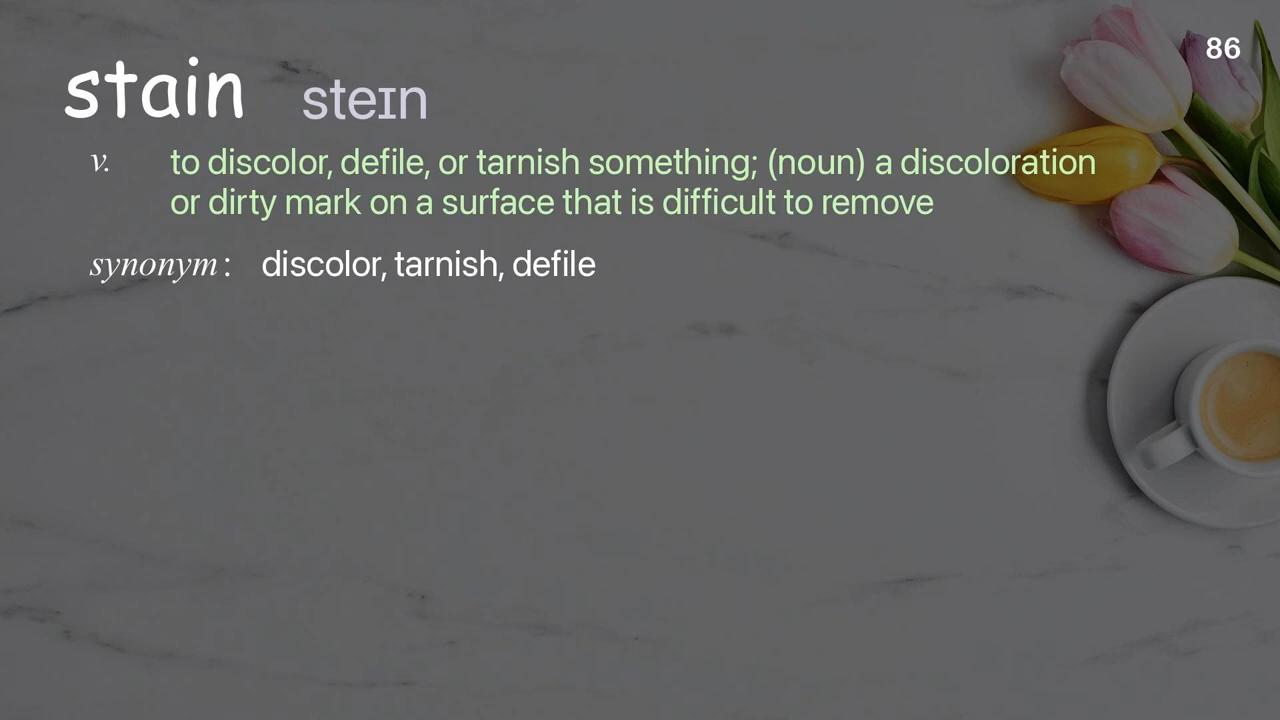 86
stain steɪn
v. to discolor, defile, or tarnish something; (noun) a discoloration
or dirty mark on a surface that is difficult to remove
synonym : discolor, tarnish, defile